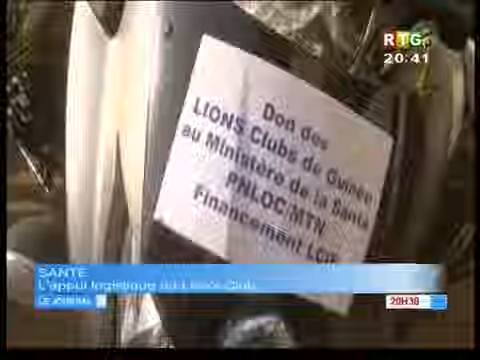 RTG
20:41
Don des
LIONS Clubs de Guinée
au Ministère de la Santé
PNLOC/MTN
Financement LCIF
SANTE
L'appui logistique du Lion's Club
LE JOURNAL
20H30